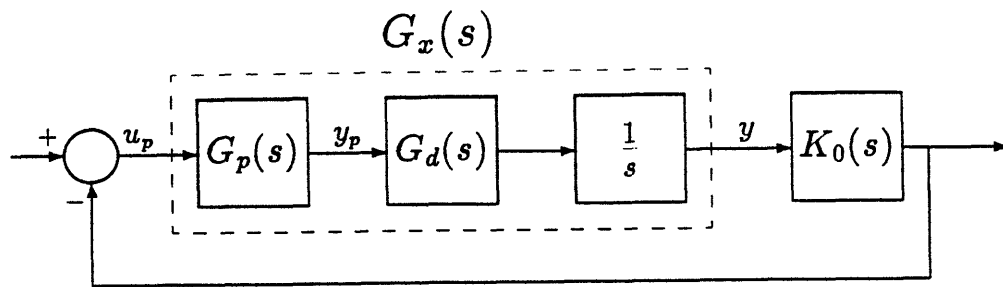 G_x(s)
+
u_p
G_p(s)
y_p
G_d(s)
1/s
y
K_0(s)
−